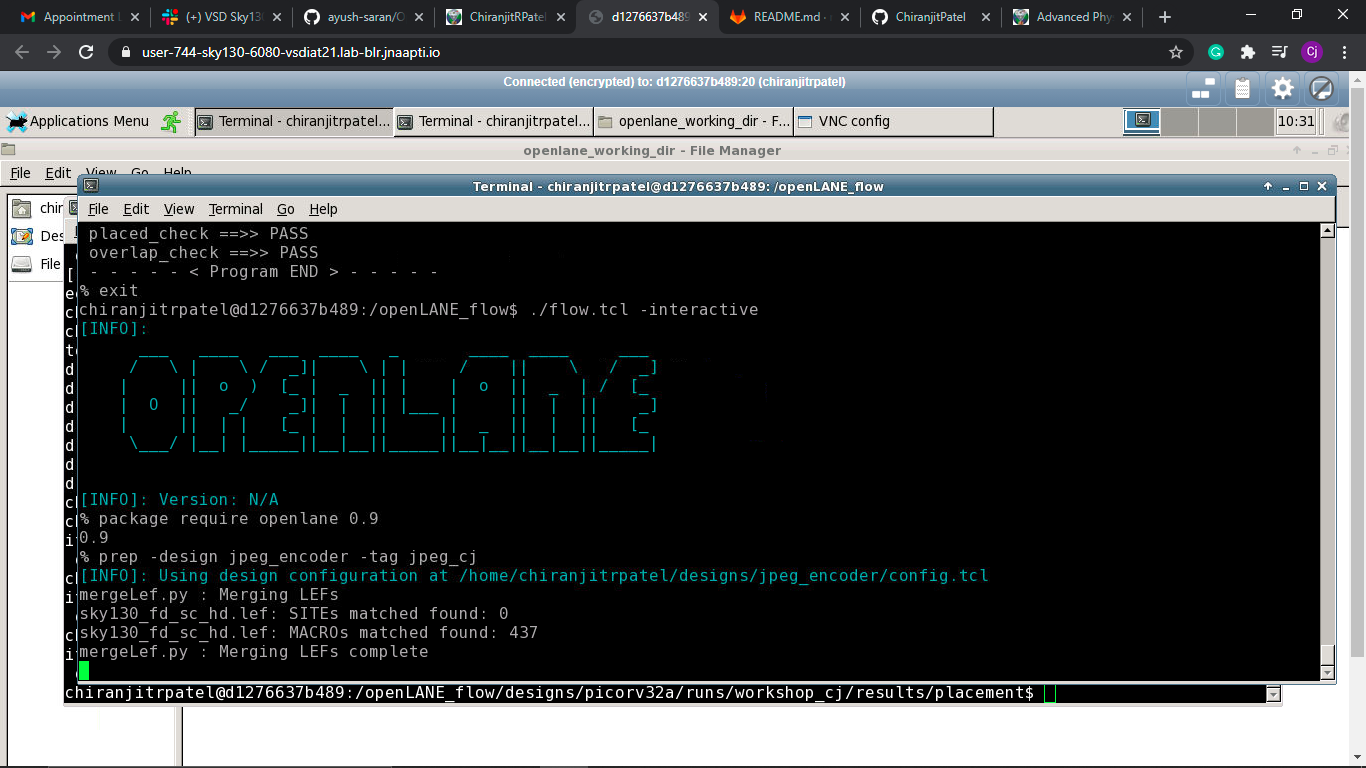 Appointment L
(+) VSD Sky13
ayush-saran/O
ChiranjitRPatel
d1276637b489
README.md ·
ChiranjitPatel
Advanced Phy
user-744-sky130-6080-vsdiat21.lab-blr.jnaapti.io
Cj
Connected (encrypted) to: d1276637b489:20 (chiranjitrpatel)
Applications Menu
Terminal - chiranjitrpatel...
Terminal - chiranjitrpatel...
openlane_working_dir - F...
VNC config
10:31
openlane_working_dir - File Manager
File Edit View Go Help
Terminal - chiranjitrpatel@d1276637b489: /openLANE_flow
File Edit View Terminal Go Help
chir
Des
File
placed_check ==>> PASS
overlap_check ==>> PASS
- - - - - < Program END > - - - - -
% exit
chiranjitrpatel@d1276637b489:/openLANE_flow$ ./flow.tcl -interactive
[INFO]:
OPENLANE
[INFO]: Version: N/A
% package require openlane 0.9
0.9
% prep -design jpeg_encoder -tag jpeg_cj
[INFO]: Using design configuration at /home/chiranjitrpatel/designs/jpeg_encoder/config.tcl
mergeLef.py : Merging LEFs
sky130_fd_sc_hd.lef: SITEs matched found: 0
sky130_fd_sc_hd.lef: MACROs matched found: 437
mergeLef.py : Merging LEFs complete
chiranjitrpatel@d1276637b489:/openLANE_flow/designs/picorv32a/runs/workshop_cj/results/placement$